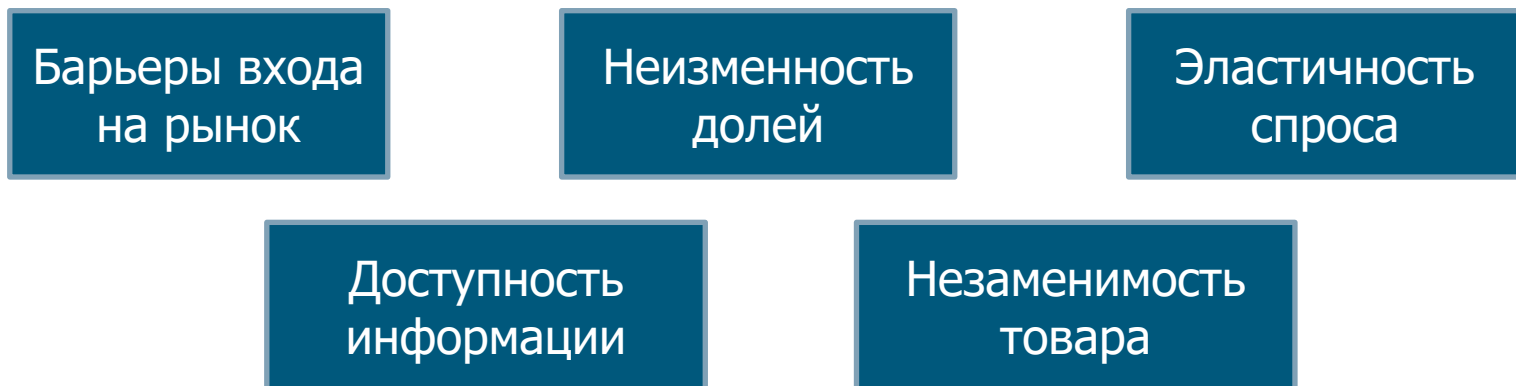 Барьеры входа
на рынок
Неизменность
долей
Эластичность
спроса
Доступность
информации
Незаменимость
товара